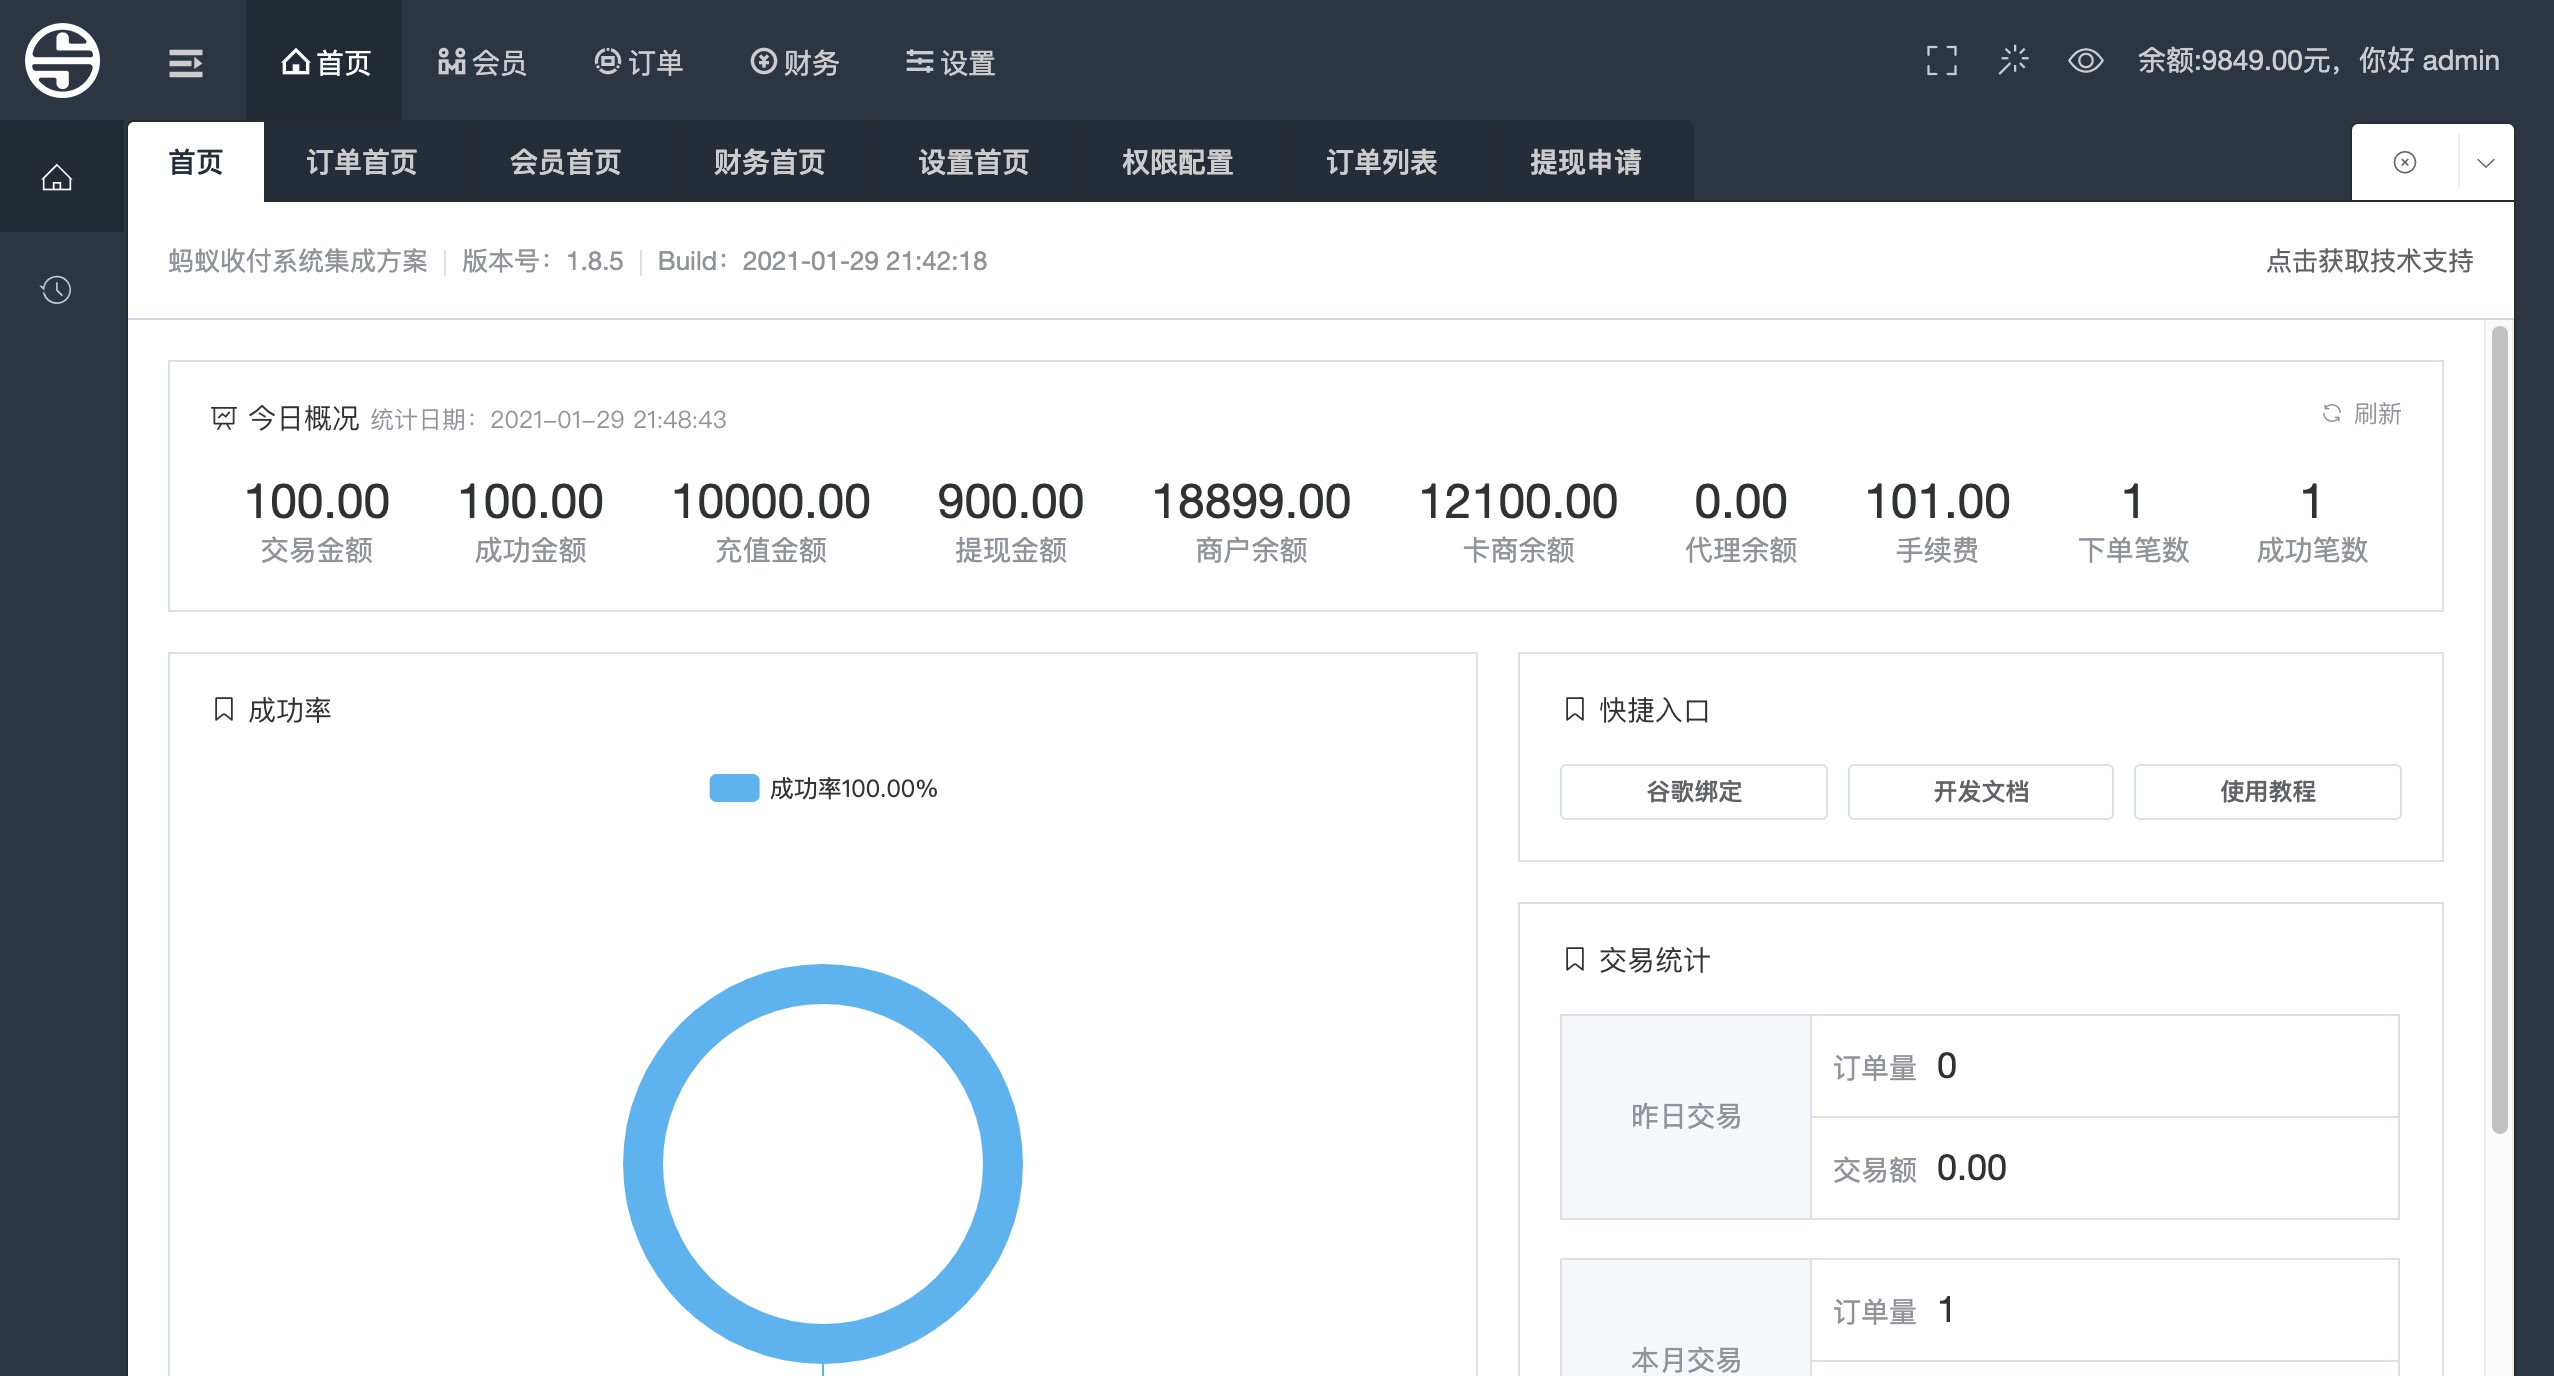 首页 会员 订单 财务 设置 余额:9849.00元，你好 admin
首页 订单首页 会员首页 财务首页 设置首页 权限配置 订单列表 提现申请
蚂蚁收付系统集成方案 版本号：1.8.5 Build：2021-01-29 21:42:18 点击获取技术支持
今日概况 统计日期：2021-01-29 21:48:43 刷新
100.00 100.00 10000.00 900.00 18899.00 12100.00 0.00 101.00 1 1
交易金额 成功金额 充值金额 提现金额 商户余额 卡商余额 代理余额 手续费 下单笔数 成功笔数
成功率
成功率100.00%
快捷入口
谷歌绑定 开发文档 使用教程
交易统计
昨日交易
订单量 0
交易额 0.00
本月交易
订单量 1